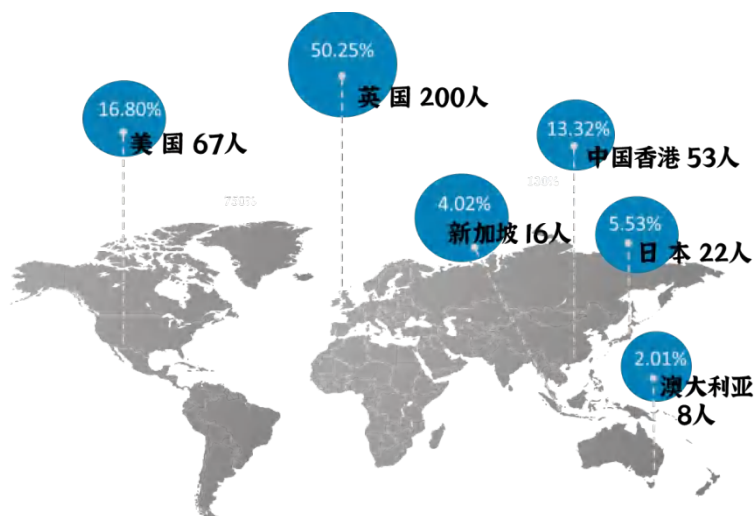 50.25%
英国 200人
16.80%
美国 67人
13.32%
中国香港 53人
4.02%
新加坡 16人
5.53%
日本 22人
2.01%
澳大利亚
8人